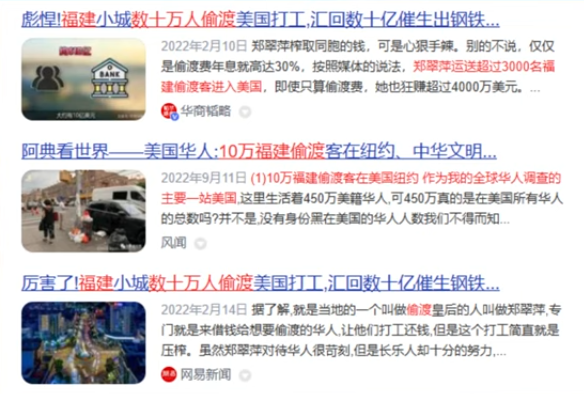 彪悍!福建小城数十万人偷渡美国打工,汇回数十亿催生出钢铁...
BANK
2022年2月10日 郑翠萍榨取同胞的钱，可是心狠手辣。别的不说，仅仅
是偷渡费年息就高达30%，按照媒体的说法，郑翠萍运送超过3000名福
建偷渡客进入美国，即使只算偷渡费，她也狂赚超过4000万美元。...
华商韬略
阿典看世界——美国华人:10万福建偷渡客在纽约、中华文明...
2022年9月11日 (1)10万福建偷渡客在美国纽约 作为我的全球华人调查的
主要一站美国,这里生活着450万美籍华人,可450万真的是在美国所有华人
的总数吗?并不是,没有身份黑在美国的华人人数我们不得而知...
风闻
厉害了!福建小城数十万人偷渡美国打工,汇回数十亿催生钢铁...
2022年2月14日 据了解,就是当地的一个叫做偷渡皇后的人叫做郑翠萍,专
门就是来借钱给想要偷渡的华人,让他们打工还钱,但是这个打工简直就是
压榨。虽然郑翠萍对待华人很苛刻,但是长乐人却十分的努力,...
网易新闻